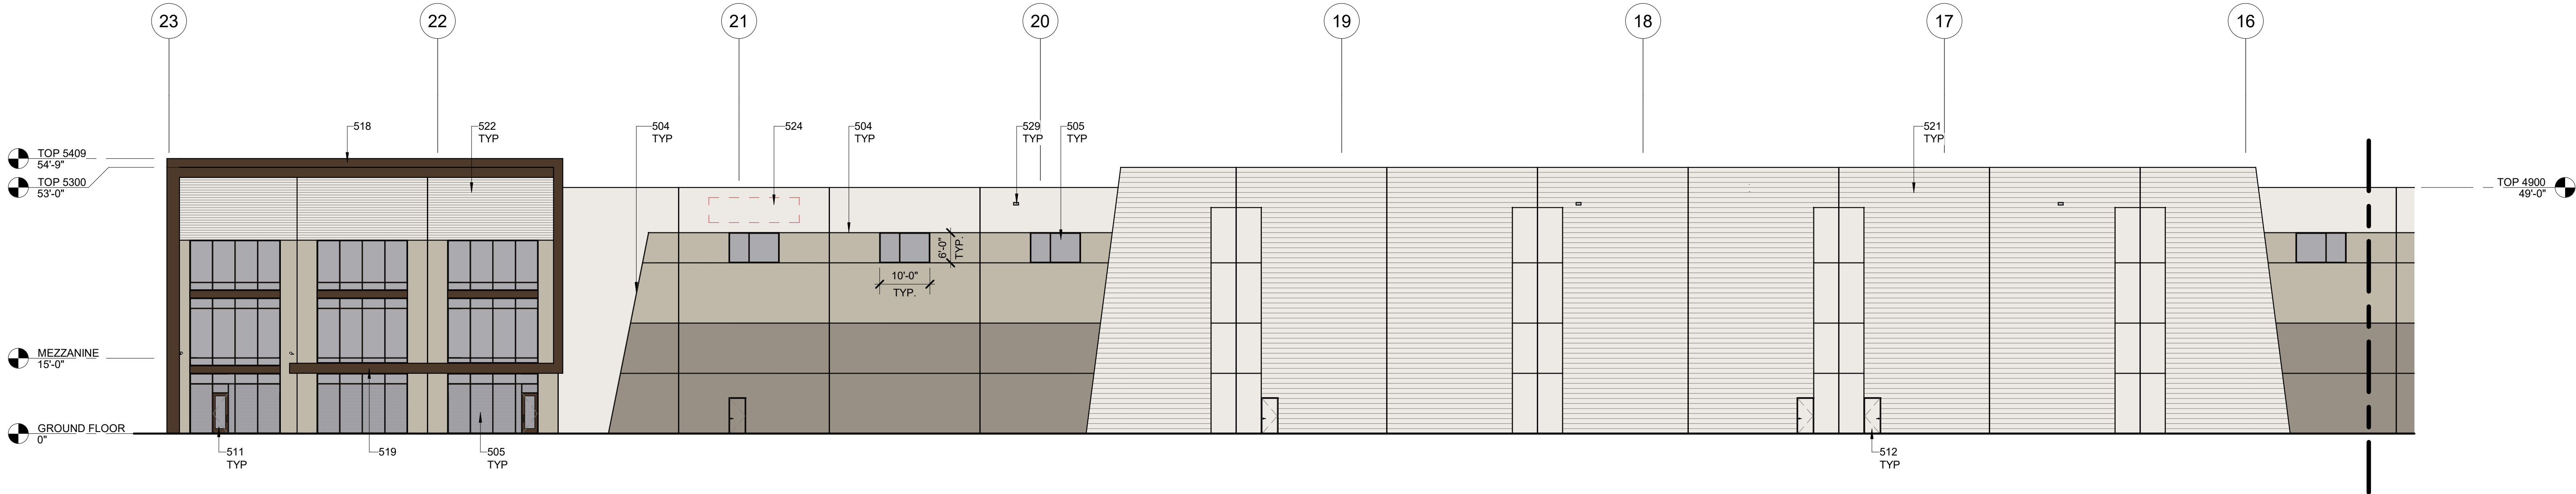 23
22
21
20
19
18
17
16
518
522
TYP
504
TYP
524
504
TYP
529
TYP
505
TYP
521
TYP
TOP 5409
54'-9"
TOP 5300
53'-0"
TOP 4900
49'-0"
6'-0"
TYP.
10'-0"
TYP.
MEZZANINE
15'-0"
GROUND FLOOR
0"
511
TYP
519
505
TYP
512
TYP